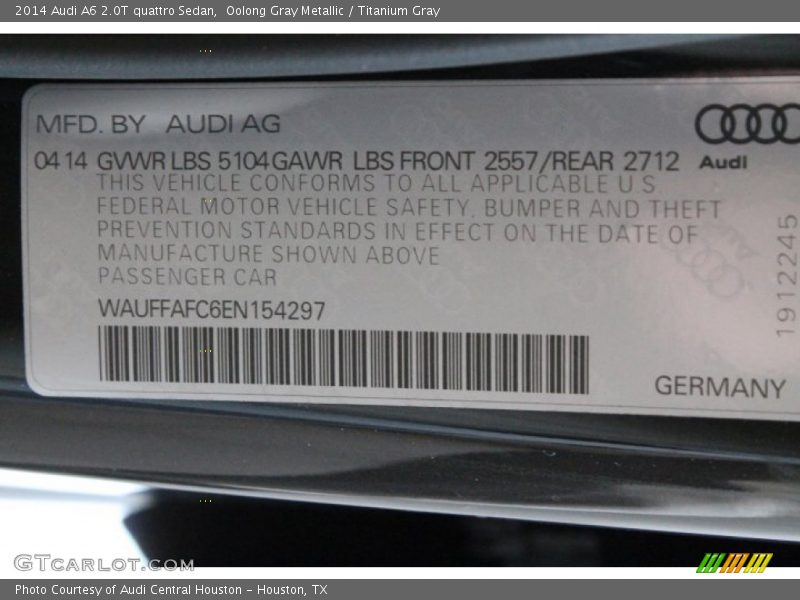 2014 Audi A6 2.0T quattro Sedan,  Oolong Gray Metallic / Titanium Gray
MFD. BY AUDI AG
04 14 GVWR LBS 5104 GAWR LBS FRONT 2557/REAR 2712
Audi
THIS VEHICLE CONFORMS TO ALL APPLICABLE U S
FEDERAL MOTOR VEHICLE SAFETY, BUMPER AND THEFT
PREVENTION STANDARDS IN EFFECT ON THE DATE OF
MANUFACTURE SHOWN ABOVE
PASSENGER CAR
1912245
WAUFFAFC6EN154297
GERMANY
GTcarlot.com
Photo Courtesy of Audi Central Houston - Houston, TX